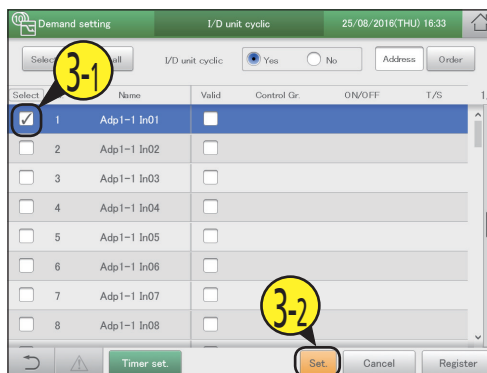 100 Demand setting I/D unit cyclic 25/08/2016(THU) 16:33
all I/D unit cyclic Yes No Address Order
3-1
Select Name Valid Control Gr. ON/OFF T/S
1 Adp1-1 In01
2 Adp1-1 In02
3 Adp1-1 In03
4 Adp1-1 In04
5 Adp1-1 In05
6 Adp1-1 In06
7 Adp1-1 In07
8 Adp1-1 In08
3-2
Timer set. Set. Cancel Register